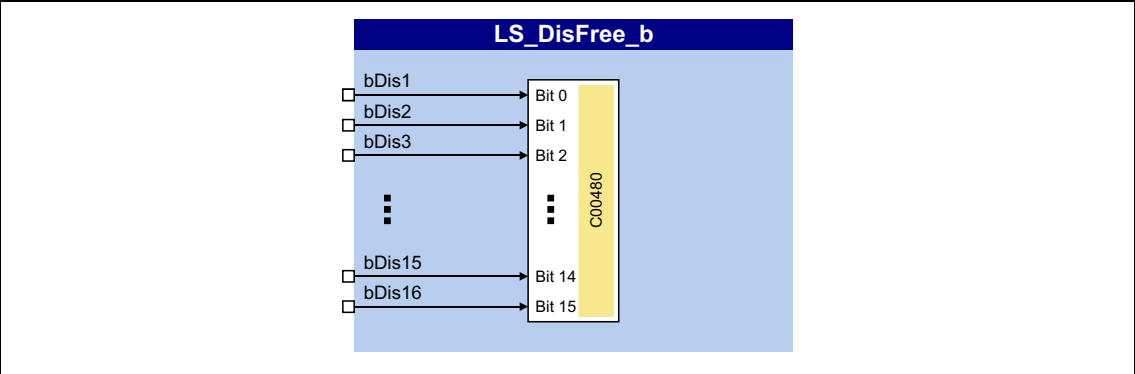 LS_DisFree_b
bDis1
Bit 0
bDis2
Bit 1
bDis3
Bit 2
C00480
bDis15
Bit 14
bDis16
Bit 15